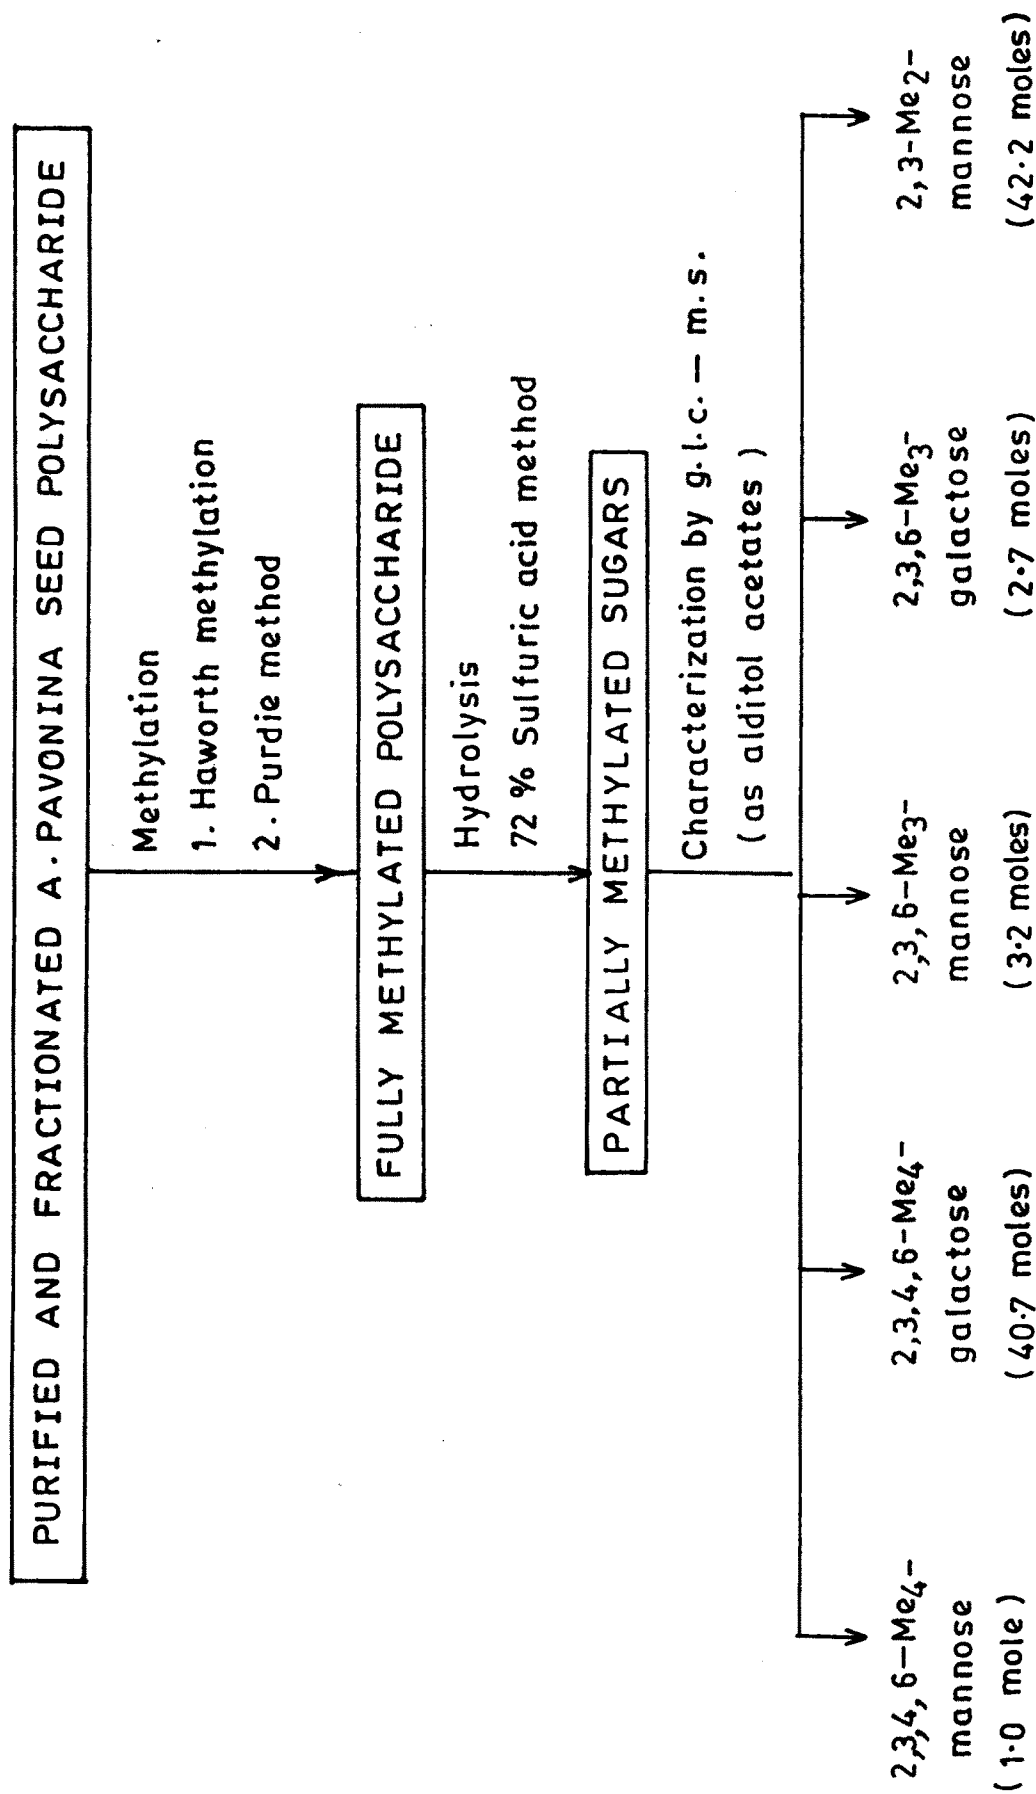 PURIFIED AND FRACTIONATED A. PAVONINA SEED POLYSACCHARIDE
Methylation
1. Haworth methylation
2. Purdie method
FULLY METHYLATED POLYSACCHARIDE
Hydrolysis
72 % Sulfuric acid method
PARTIALLY METHYLATED SUGARS
Characterization by g.l.c. — m.s.
(as alditol acetates)
2,3,4,6-Me4-
mannose
(1·0 mole)
2,3,4,6-Me4-
galactose
(40·7 moles)
2,3,6-Me3-
mannose
(3·2 moles)
2,3,6-Me3-
galactose
(2·7 moles)
2,3-Me2-
mannose
(42·2 moles)